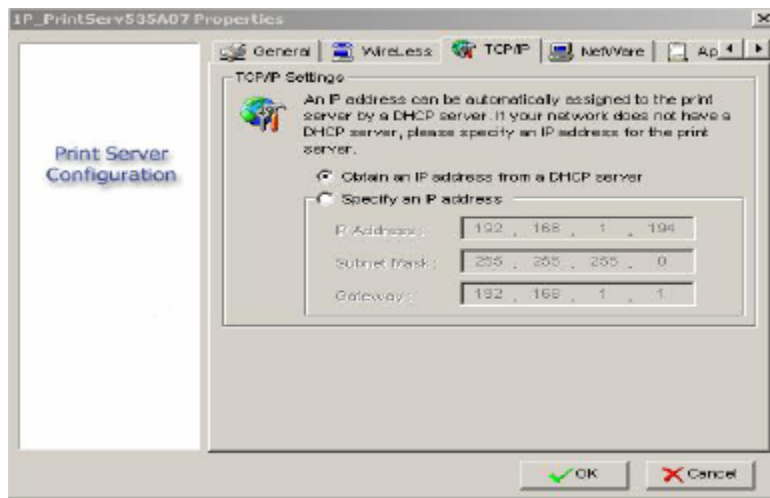 1P_PrintServ535A07 Properties
General
WireLess
TCP/IP
NetWare
Ap
TCP/IP Settings
An IP address can be automatically assigned to the print
server by a DHCP server. If your network does not have a
DHCP server, please specify an IP address for the print
server.
Print Server
Configuration
Obtain an IP address from a DHCP server
Specify an IP address
IP Address :
192 . 168 . 1 . 194
Subnet Mask :
255 . 255 . 255 . 0
Gateway :
192 . 168 . 1 . 1
OK
Cancel